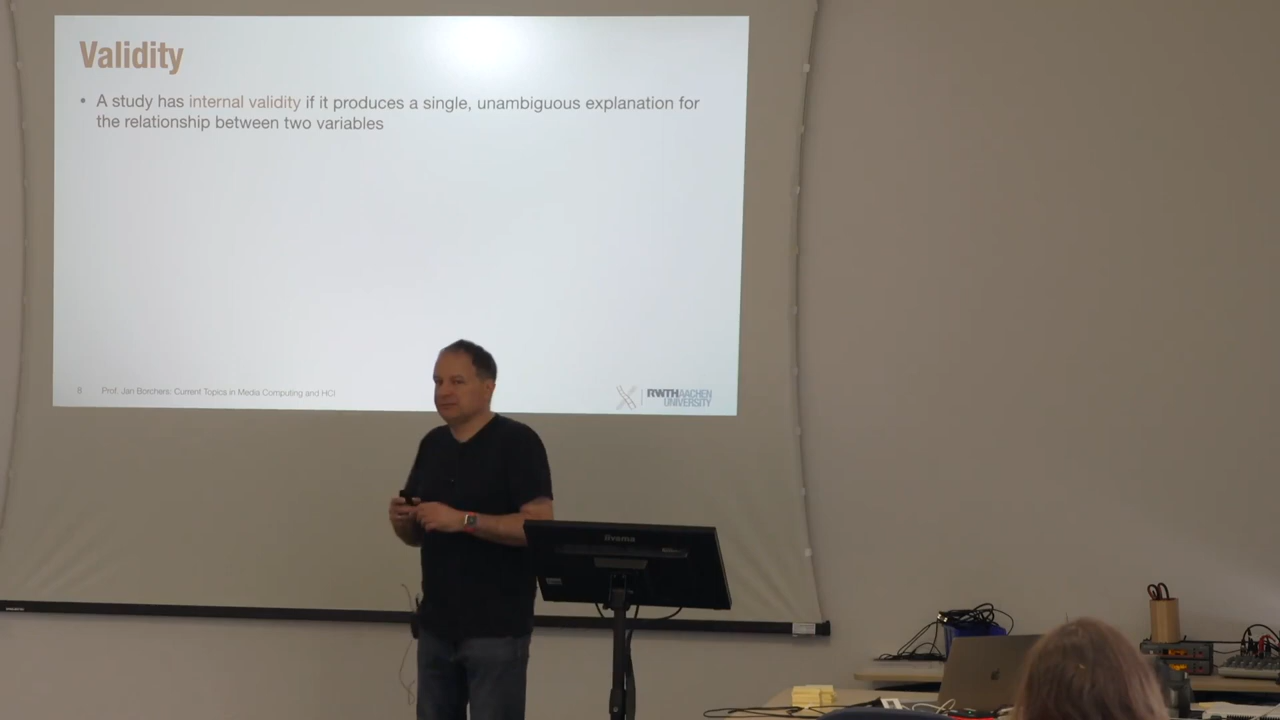 Validity
• A study has internal validity if it produces a single, unambiguous explanation for
the relationship between two variables
8 Prof. Jan Borchers: Current Topics in Media Computing and HCI
RWTH AACHEN
UNIVERSITY
iiyama